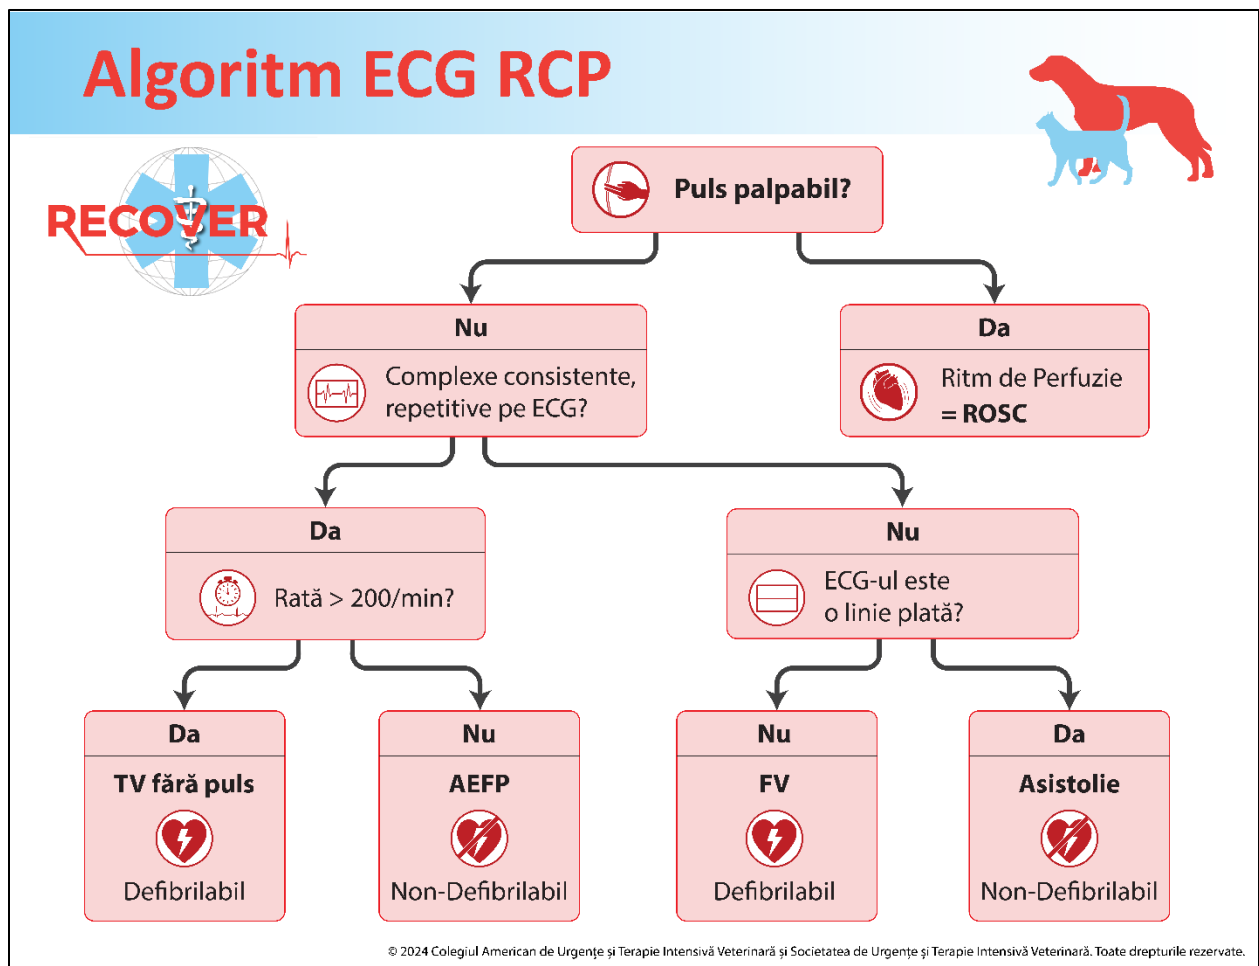 Algoritm ECG RCP
RECOVER
Puls palpabil?
Nu
Complexe consistente,
repetitive pe ECG?
Da
Ritm de Perfuzie
= ROSC
Da
Rată > 200/min?
Nu
ECG-ul este
o linie plată?
Da
TV fără puls
Defibrilabil
Nu
AEFP
Non-Defibrilabil
Nu
FV
Defibrilabil
Da
Asistolie
Non-Defibrilabil
© 2024 Colegiul American de Urgențe și Terapie Intensivă Veterinară și Societatea de Urgențe și Terapie Intensivă Veterinară. Toate drepturile rezervate.